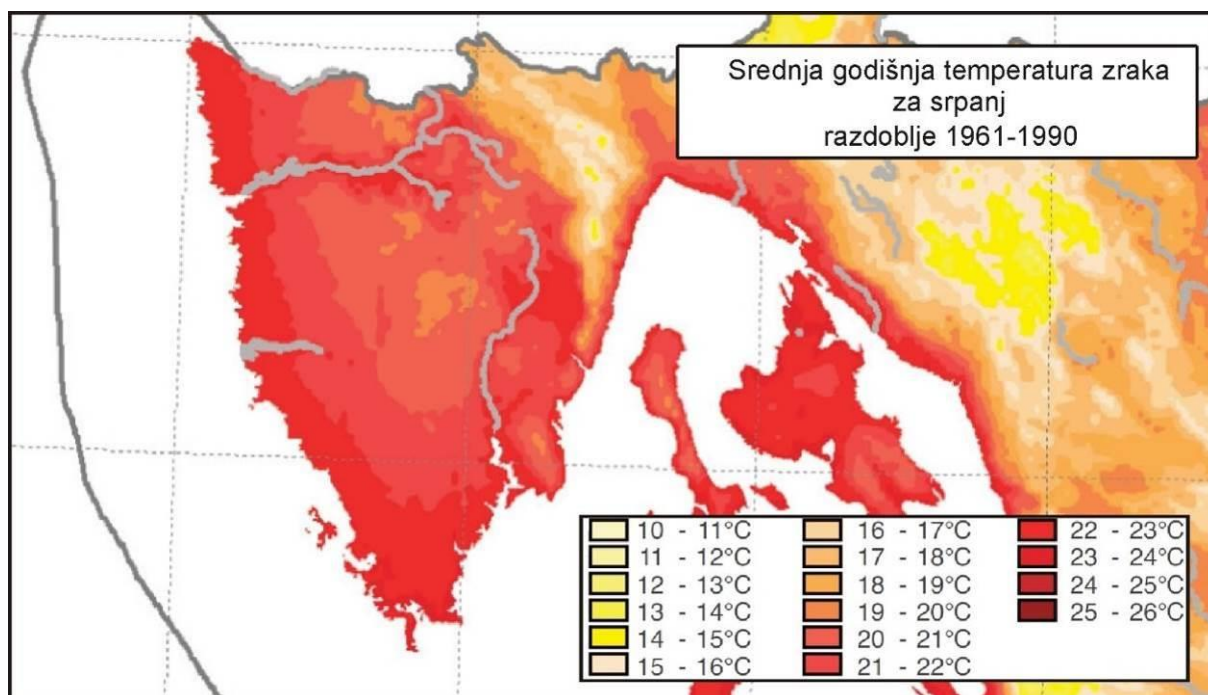 Srednja godišnja temperatura zraka
za srpanj
razdoblje 1961-1990
10 - 11°C
11 - 12°C
12 - 13°C
13 - 14°C
14 - 15°C
15 - 16°C
16 - 17°C
17 - 18°C
18 - 19°C
19 - 20°C
20 - 21°C
21 - 22°C
22 - 23°C
23 - 24°C
24 - 25°C
25 - 26°C